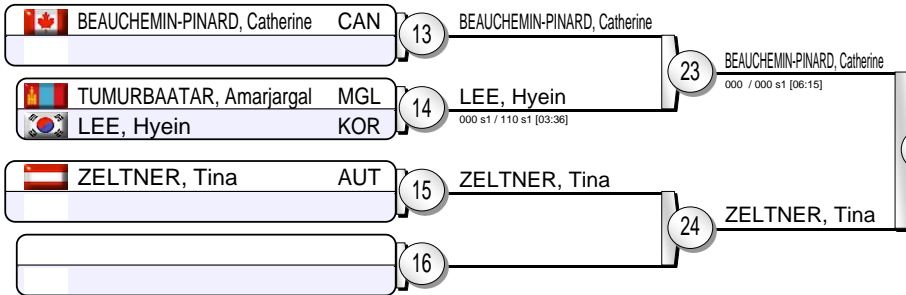 BEAUCHEMIN-PINARD, Catherine CAN
13
BEAUCHEMIN-PINARD, Catherine
23
BEAUCHEMIN-PINARD, Catherine
000 / 000 s1 [06:15]
TUMURBAATAR, Amarjargal MGL
LEE, Hyein KOR
14
LEE, Hyein
000 s1 / 110 s1 [03:36]
ZELTNER, Tina AUT
15
ZELTNER, Tina
24
ZELTNER, Tina
16